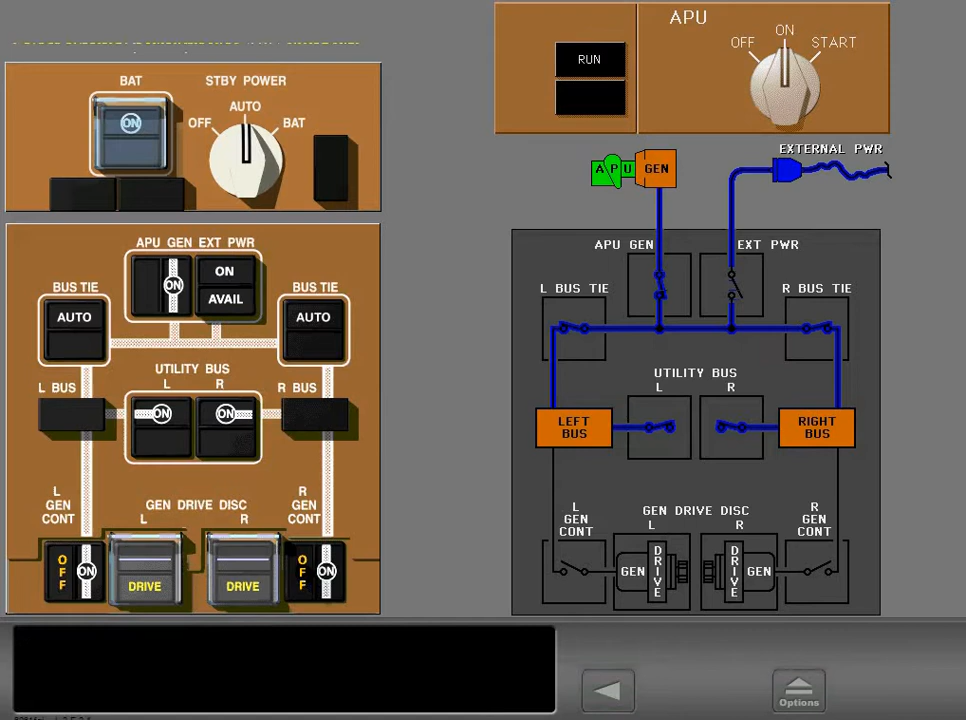 APU
OFF
ON
START
RUN
BAT
STBY POWER
OFF
AUTO
BAT
ON
EXTERNAL PWR
APU
GEN
APU GEN
EXT PWR
ON
ON
AVAIL
BUS TIE
AUTO
BUS TIE
AUTO
UTILITY BUS
L
R
L BUS
ON
ON
R BUS
L
GEN
CONT
GEN DRIVE DISC
L
R
R
GEN
CONT
OFF
ON
DRIVE
DRIVE
OFF
ON
APU GEN
EXT PWR
L BUS TIE
R BUS TIE
UTILITY BUS
L
R
LEFT
BUS
RIGHT
BUS
L
GEN
CONT
GEN DRIVE DISC
L
R
R
GEN
CONT
GEN
DRIVE
DRIVE
GEN
Options